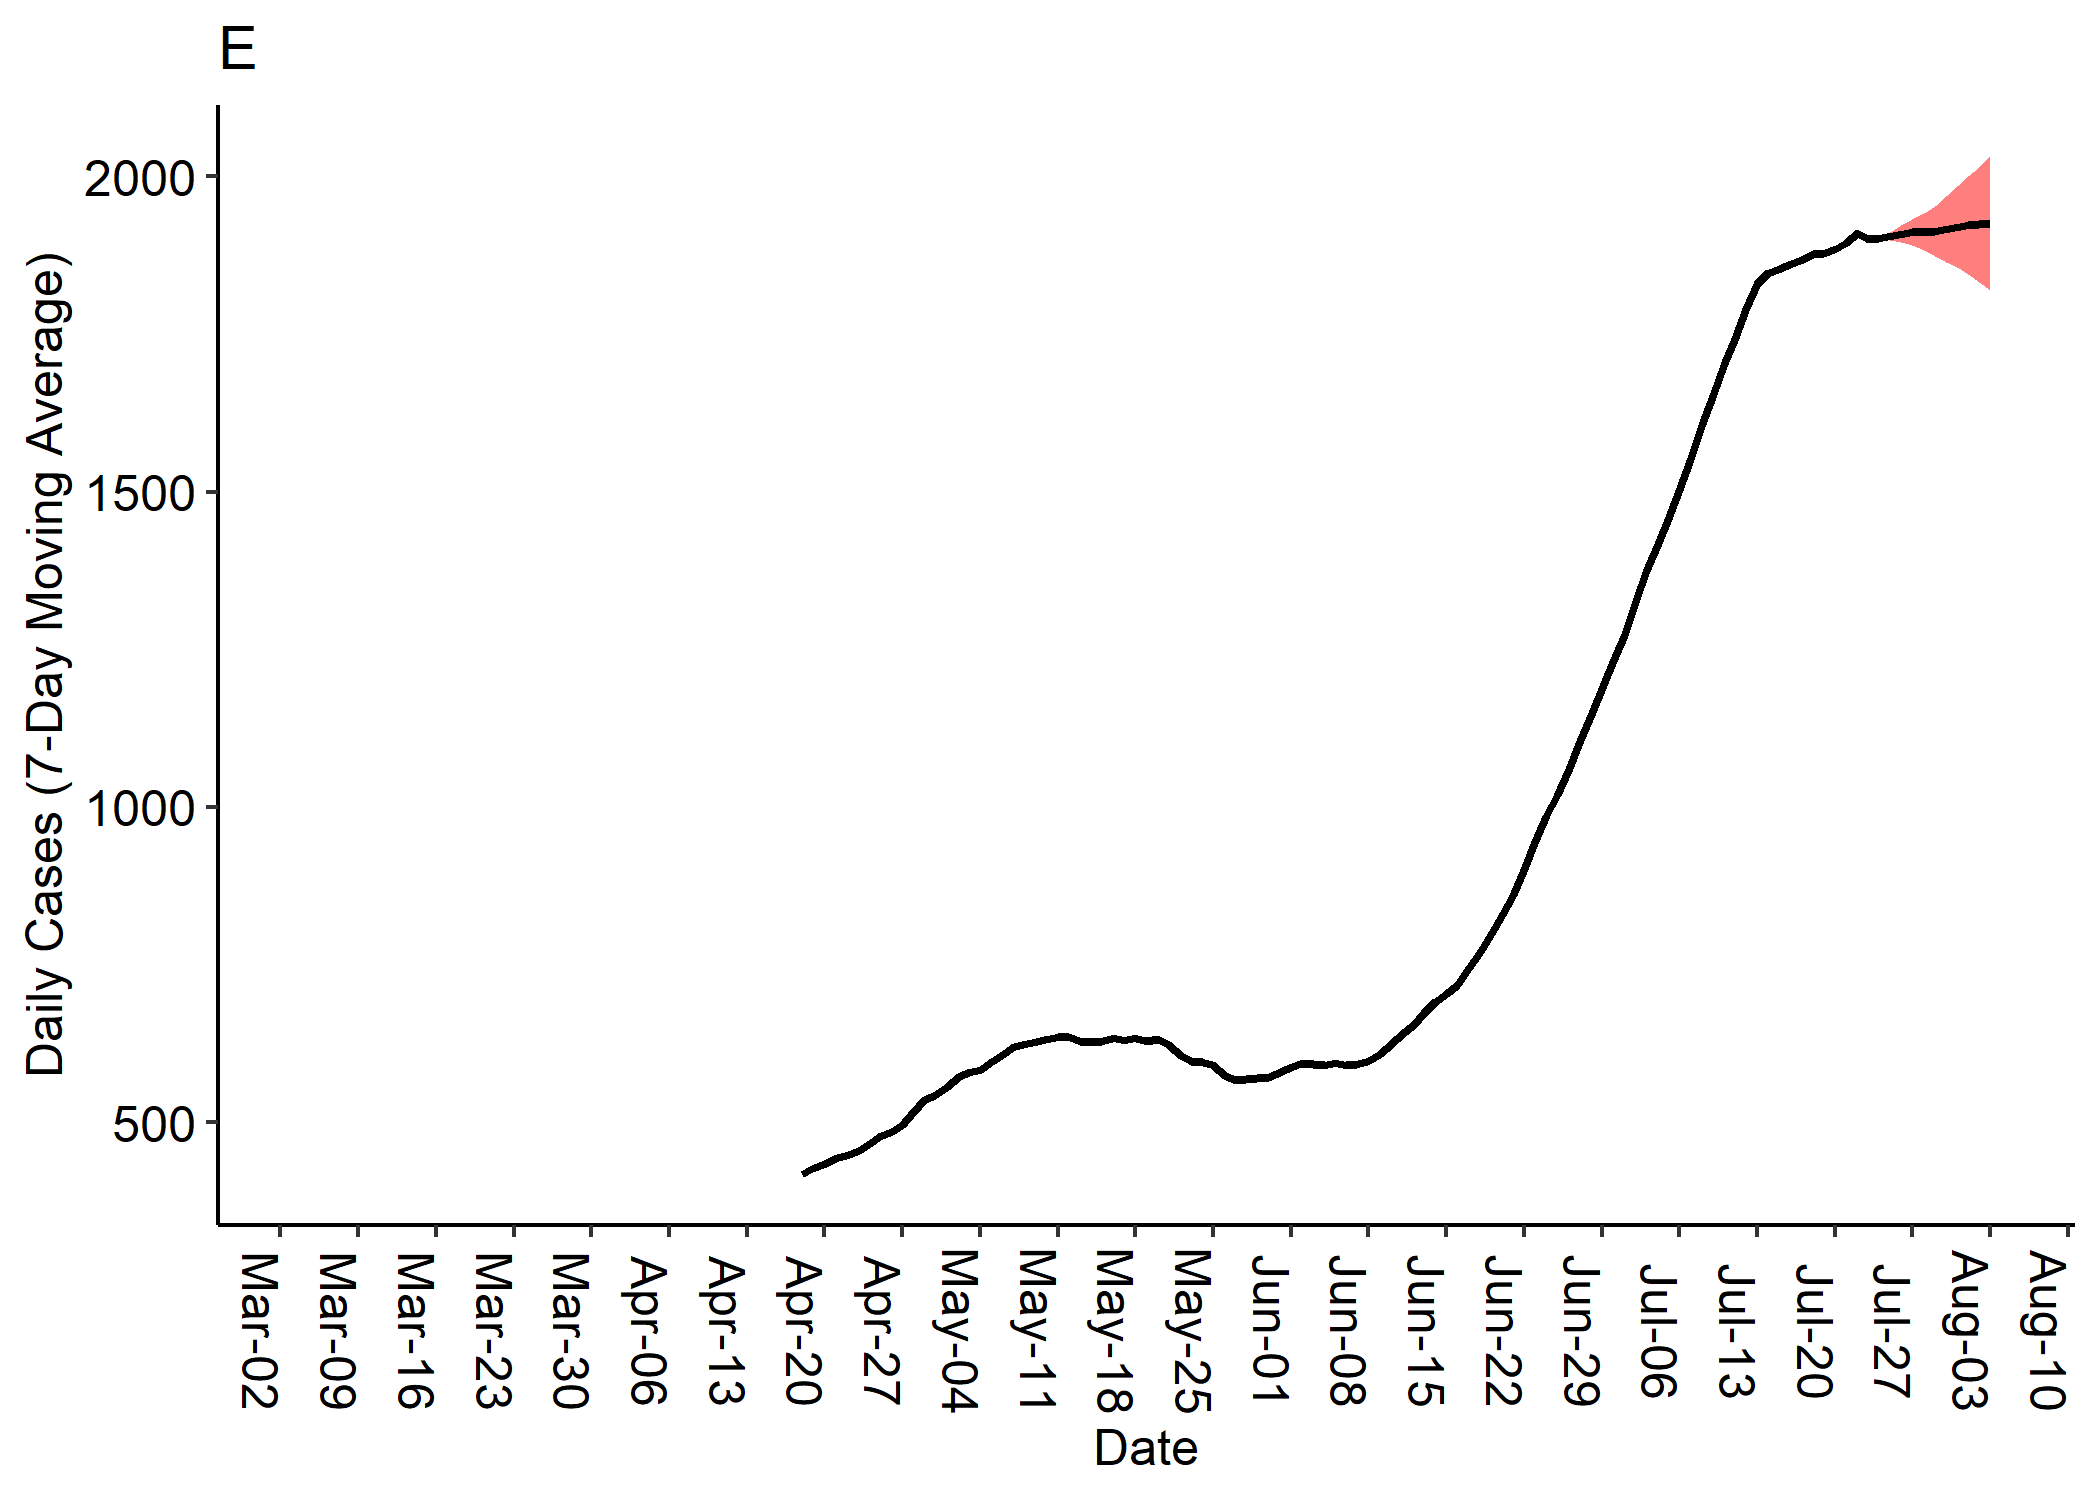 E
Daily Cases (7-Day Moving Average)
2000
1500
1000
500
Mar-02
Mar-09
Mar-16
Mar-23
Mar-30
Apr-06
Apr-13
Apr-20
Apr-27
May-04
May-11
May-18
May-25
Jun-01
Jun-08
Jun-15
Jun-22
Jun-29
Jul-06
Jul-13
Jul-20
Jul-27
Aug-03
Aug-10
Date